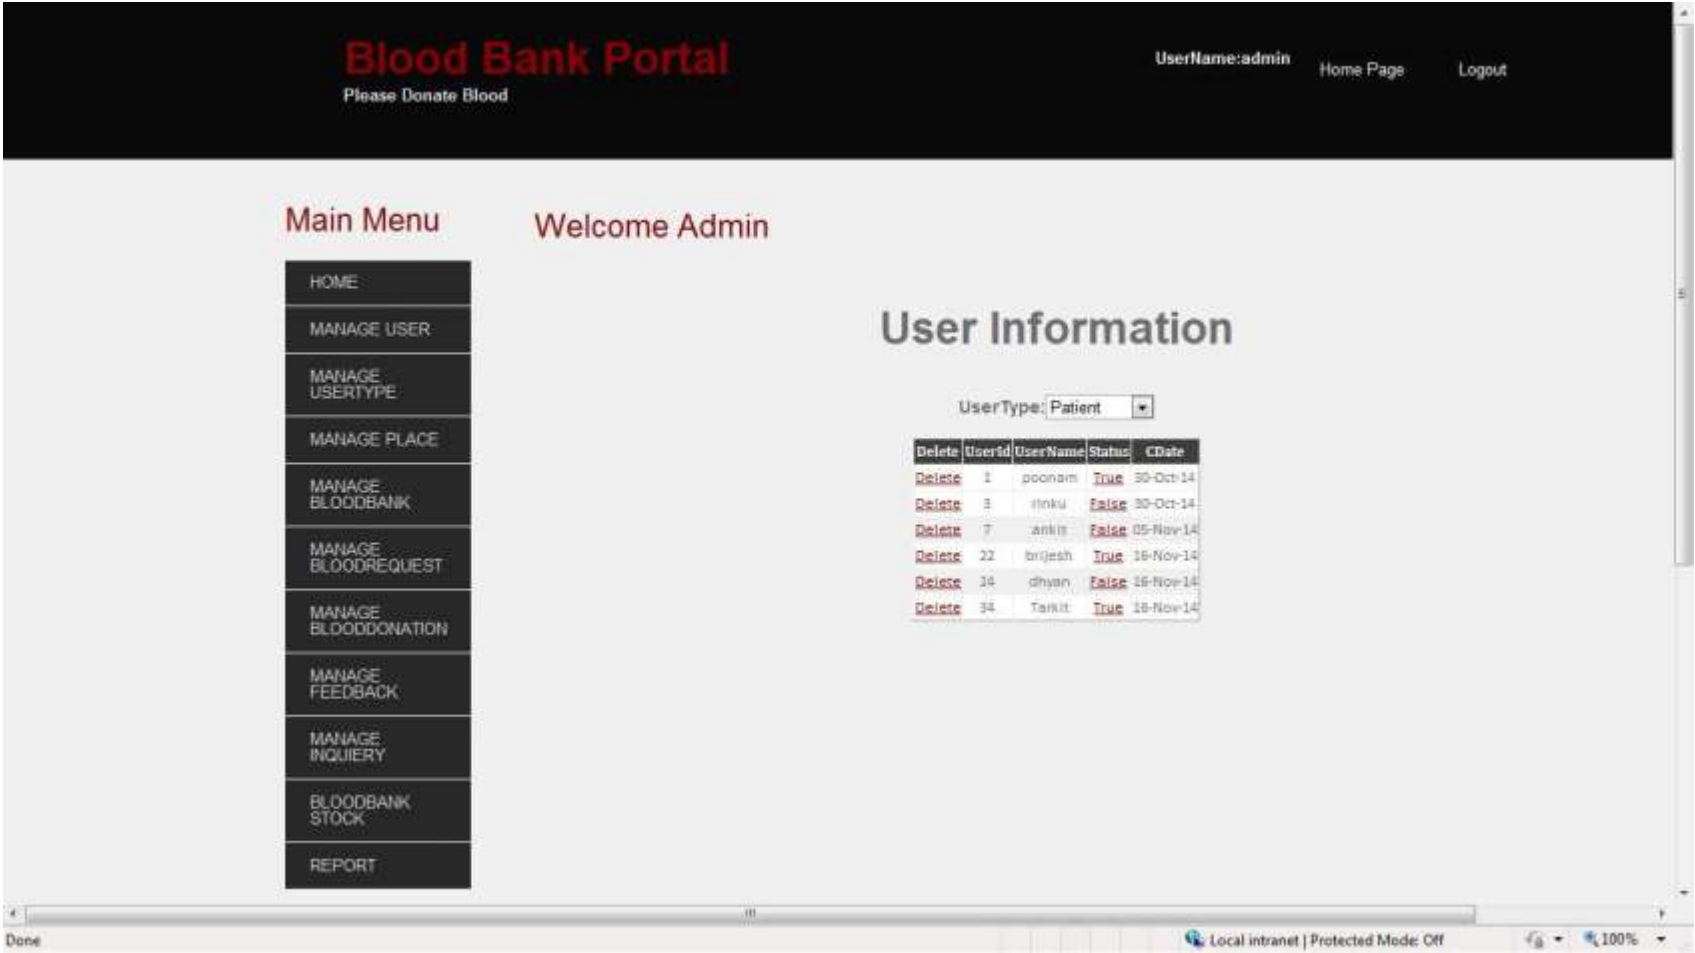 Blood Bank Portal
Please Donate Blood
UserName:admin
Home Page
Logout
Main Menu
HOME
MANAGE USER
MANAGE
USERTYPE
MANAGE PLACE
MANAGE
BLOODBANK
MANAGE
BLOODREQUEST
MANAGE
BLOODDONATION
MANAGE
FEEDBACK
MANAGE
INQUIERY
BLOODBANK
STOCK
REPORT
Welcome Admin
User Information
UserType: Patient
Delete UserId UserName Status CDate
Delete 1 poonam True 30-Oct-14
Delete 3 rinku False 30-Oct-14
Delete 7 ankit False 05-Nov-14
Delete 22 brijesh True 16-Nov-14
Delete dhyan False 16-Nov-14
Delete 34 Tarkit True 16-Nov-14
Done
Local intranet | Protected Mode: Off
100%